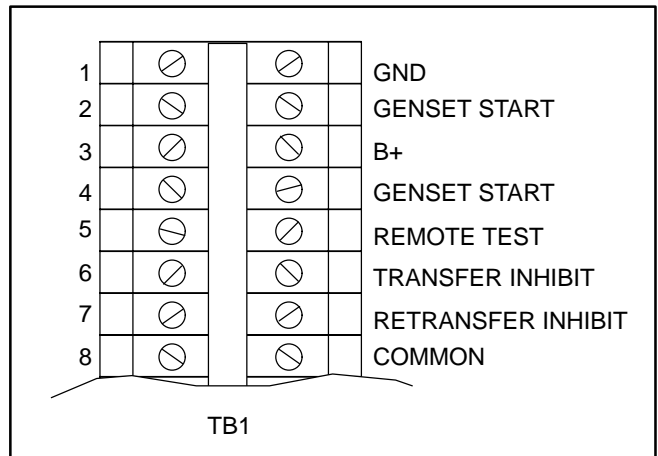 1 GND
2 GENSET START
3 B+
4 GENSET START
5 REMOTE TEST
6 TRANSFER INHIBIT
7 RETRANSFER INHIBIT
8 COMMON
TB1